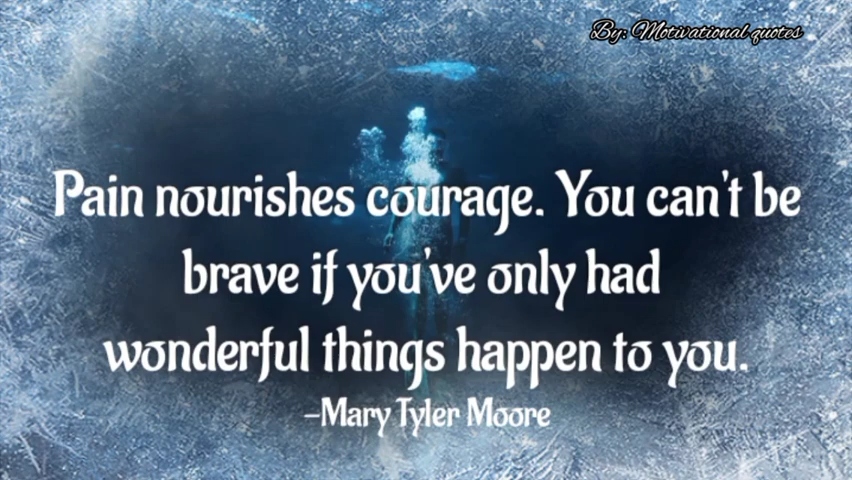 By: Motivational quotes
Pain nourishes courage. You can't be
brave if you've only had
wonderful things happen to you.
-Mary Tyler Moore